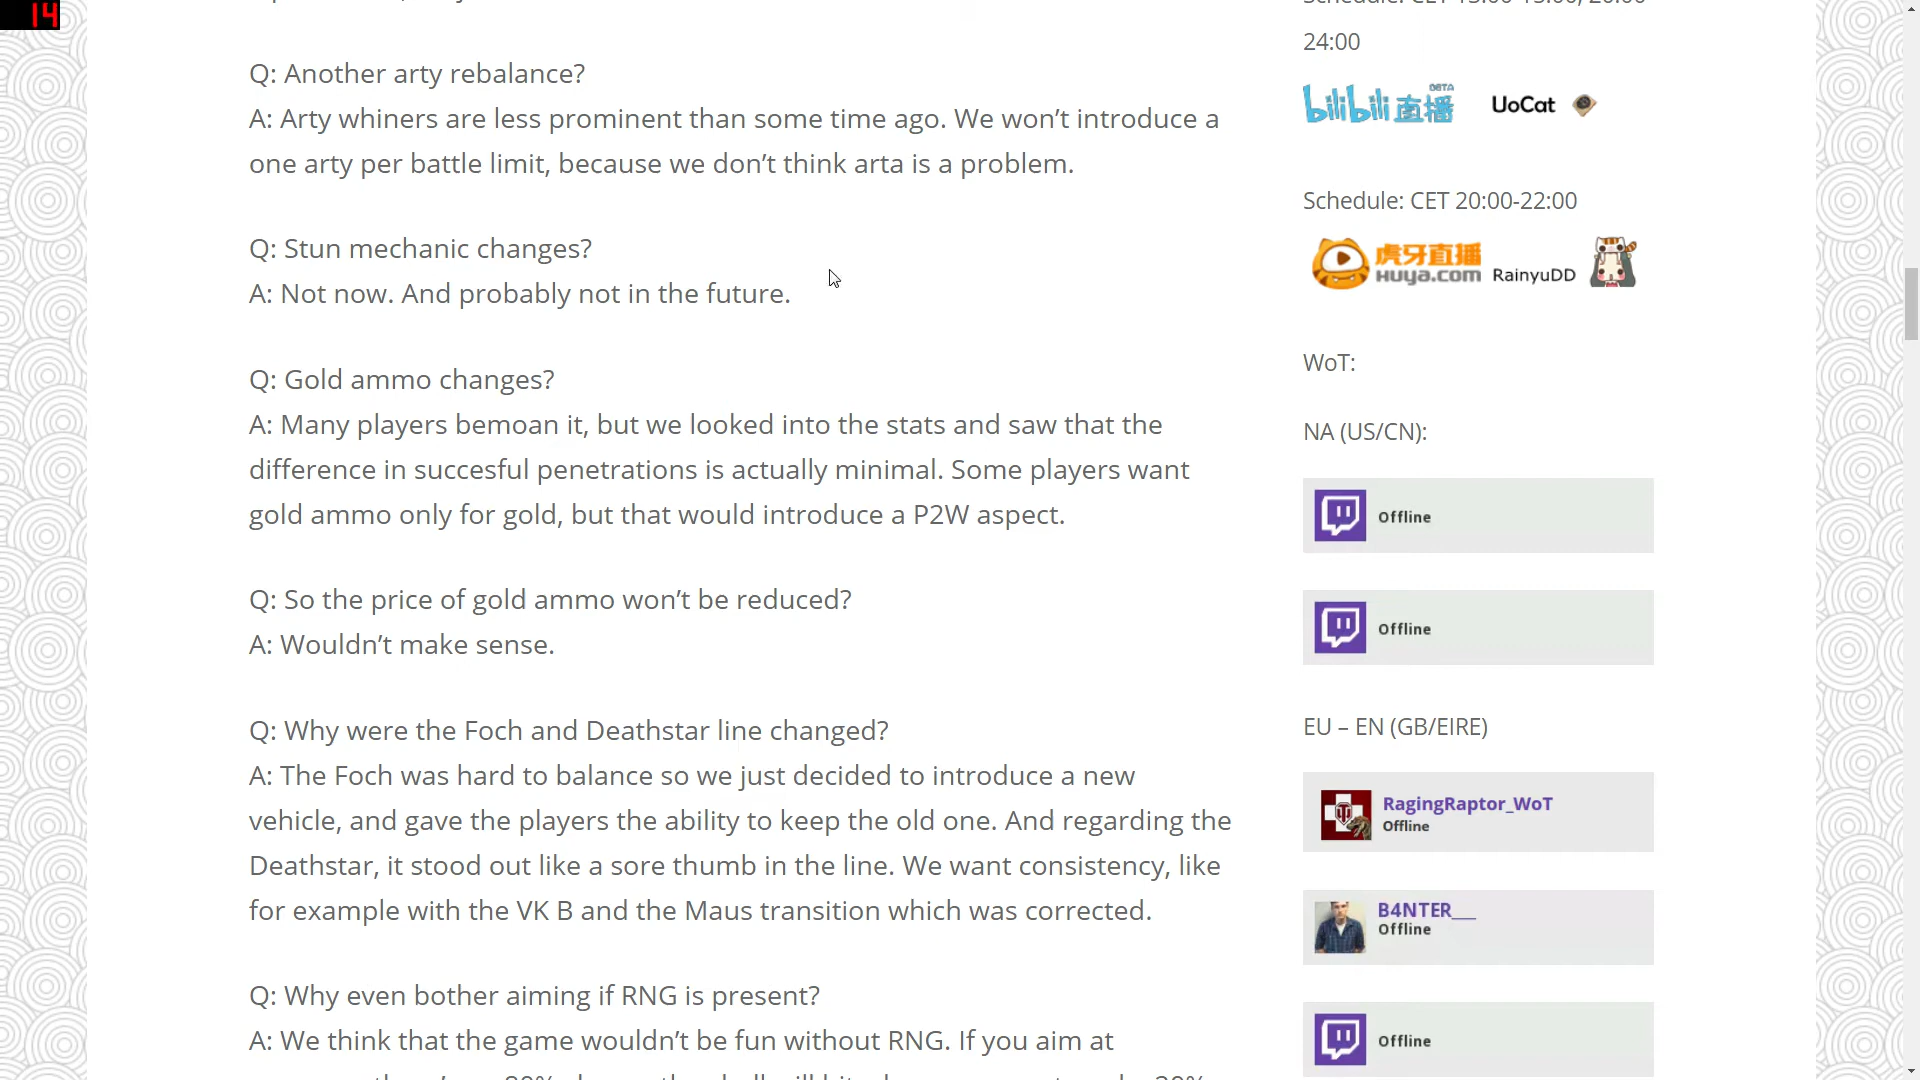 14
Q: Another arty rebalance?
A: Arty whiners are less prominent than some time ago. We won’t introduce a
one arty per battle limit, because we don’t think arta is a problem.
Q: Stun mechanic changes?
A: Not now. And probably not in the future.
Q: Gold ammo changes?
A: Many players bemoan it, but we looked into the stats and saw that the
difference in succesful penetrations is actually minimal. Some players want
gold ammo only for gold, but that would introduce a P2W aspect.
Q: So the price of gold ammo won’t be reduced?
A: Wouldn’t make sense.
Q: Why were the Foch and Deathstar line changed?
A: The Foch was hard to balance so we just decided to introduce a new
vehicle, and gave the players the ability to keep the old one. And regarding the
Deathstar, it stood out like a sore thumb in the line. We want consistency, like
for example with the VK B and the Maus transition which was corrected.
Q: Why even bother aiming if RNG is present?
A: We think that the game wouldn’t be fun without RNG. If you aim at
24:00
bilibili 直播 BETA UoCat
Schedule: CET 20:00-22:00
虎牙直播
HUYA.com RainyuDD
WoT:
NA (US/CN):
Offline
Offline
EU – EN (GB/EIRE)
RagingRaptor_WoT
Offline
B4NTER___
Offline
Offline